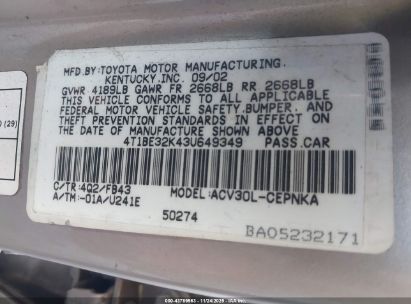 MFD.BY:TOYOTA MOTOR MANUFACTURING,
KENTUCKY,INC. 09/02
GVWR 4189LB GAWR FR 2668LB RR 2668LB
THIS VEHICLE CONFORMS TO ALL APPLICABLE
FEDERAL MOTOR VEHICLE SAFETY,BUMPER, AND
THEFT PREVENTION STANDARDS IN EFFECT ON
THE DATE OF MANUFACTURE SHOWN ABOVE.
4T1BE32K43U649349 PASS.CAR
C/TR:4Q2/FB43 MODEL:ACV30L-CEPNKA
A/TM:-01A/U241E
50274
BA05232171
(29)